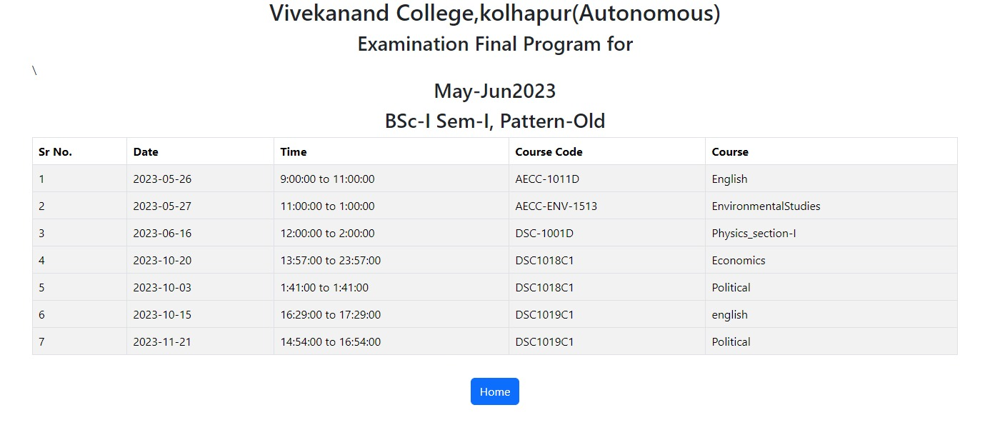 Vivekanand College,kolhapur(Autonomous)
Examination Final Program for
\
May-Jun2023
BSc-I Sem-I, Pattern-Old
Sr No. Date Time Course Code Course
1 2023-05-26 9:00:00 to 11:00:00 AECC-1011D English
2 2023-05-27 11:00:00 to 1:00:00 AECC-ENV-1513 EnvironmentalStudies
3 2023-06-16 12:00:00 to 2:00:00 DSC-1001D Physics_section-I
4 2023-10-20 13:57:00 to 23:57:00 DSC1018C1 Economics
5 2023-10-03 1:41:00 to 1:41:00 DSC1018C1 Political
6 2023-10-15 16:29:00 to 17:29:00 DSC1019C1 english
7 2023-11-21 14:54:00 to 16:54:00 DSC1019C1 Political
Home